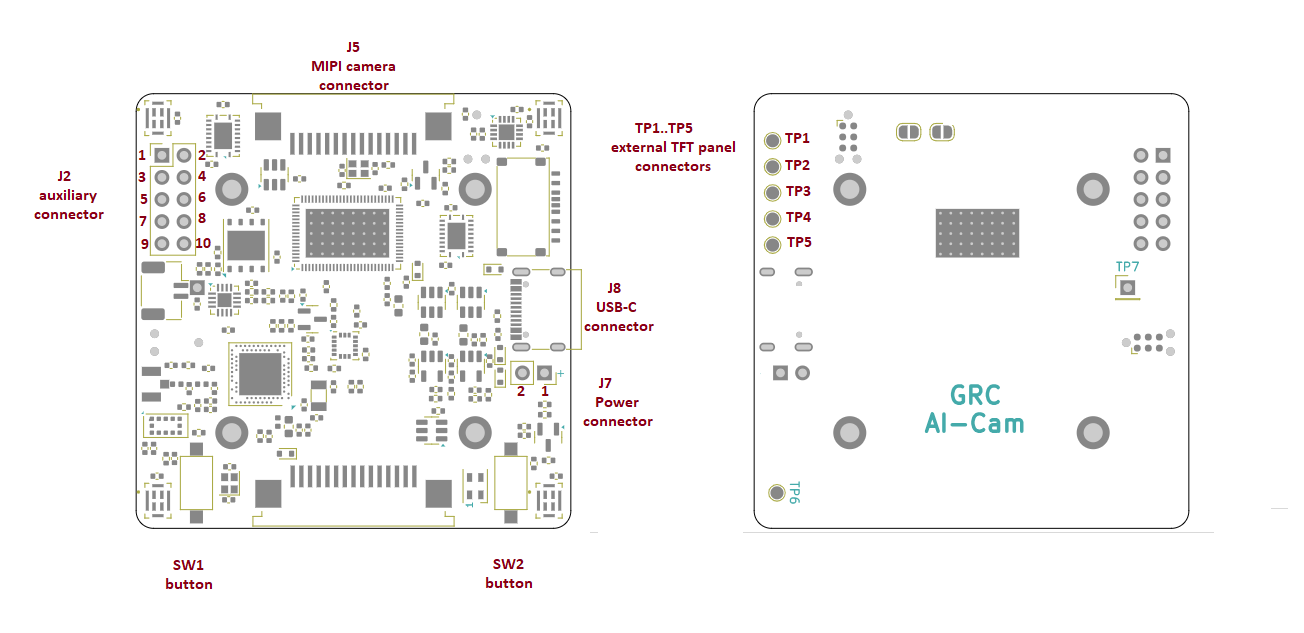 J5
MIPI camera
connector
TP1..TP5
external TFT panel
connectors
J2
auxiliary
connector
1
2
3
4
5
6
7
8
9
10
J8
USB-C
connector
J7
Power
connector
+
2
1
1
SW1
button
SW2
button
TP1
TP2
TP3
TP4
TP5
TP7
GRC
AI-Cam
TP6